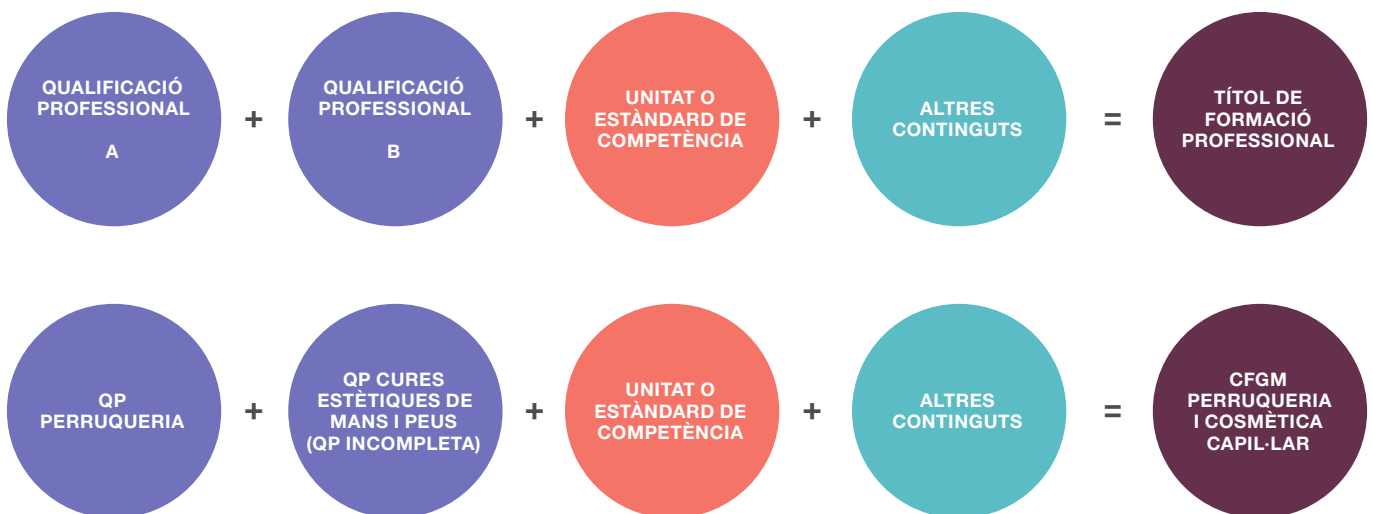 QUALIFICACIÓ
PROFESSIONAL
A
+
QUALIFICACIÓ
PROFESSIONAL
B
+
UNITAT O
ESTÀNDARD DE
COMPETÈNCIA
+
ALTRES
CONTINGUTS
=
TÍTOL DE
FORMACIÓ
PROFESSIONAL
QP
PERRUQUERIA
+
QP CURES
ESTÈTIQUES DE
MANS I PEUS
(QP INCOMPLETA)
+
UNITAT O
ESTÀNDARD DE
COMPETÈNCIA
+
ALTRES
CONTINGUTS
=
CFGM
PERRUQUERIA
I COSMÈTICA
CAPIL·LAR